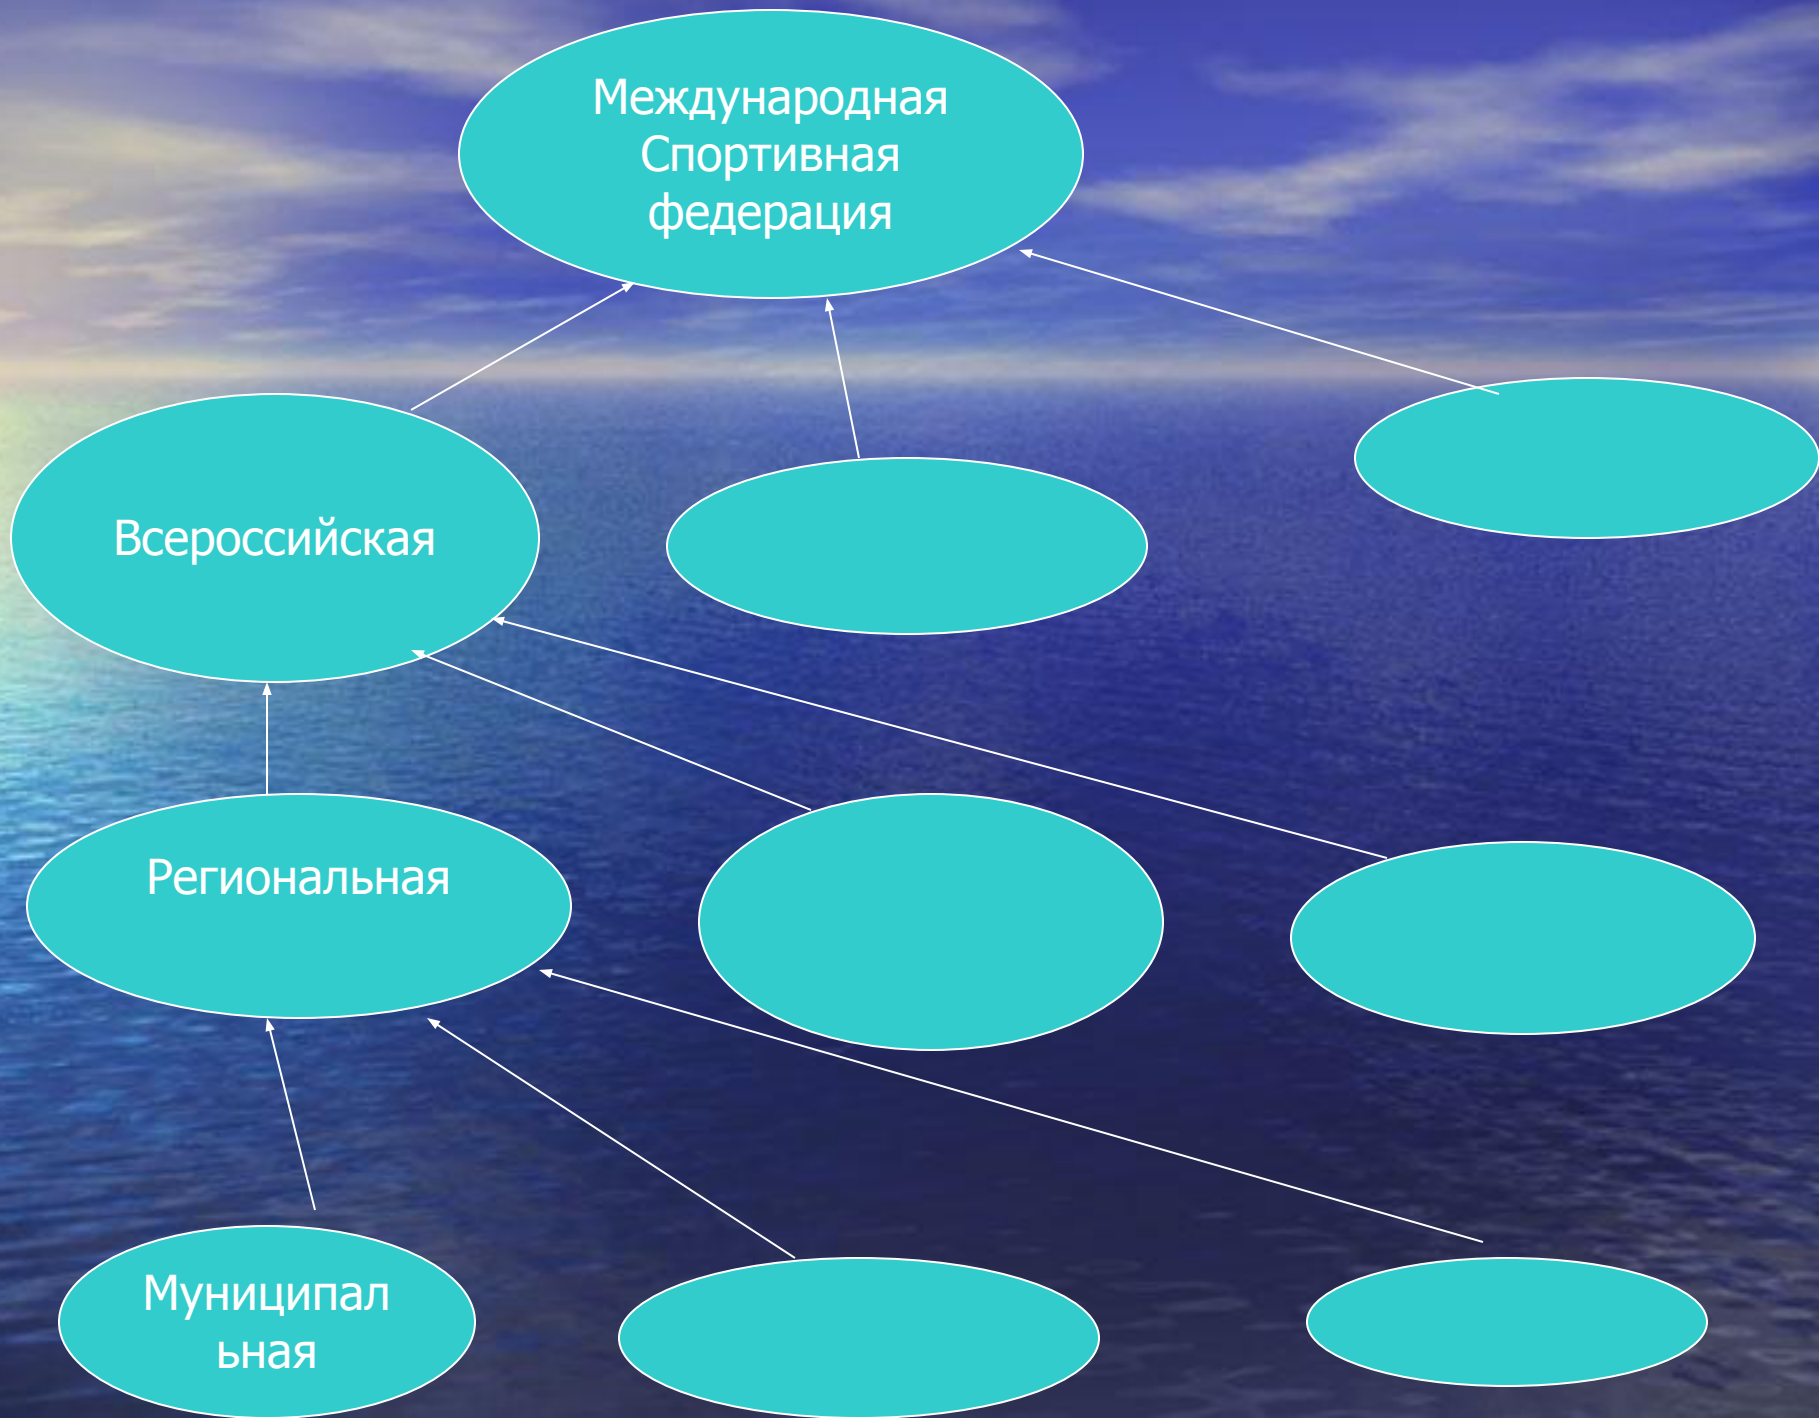 Международная
Спортивная
федерация
Всероссийская
Региональная
Муниципал
ьная